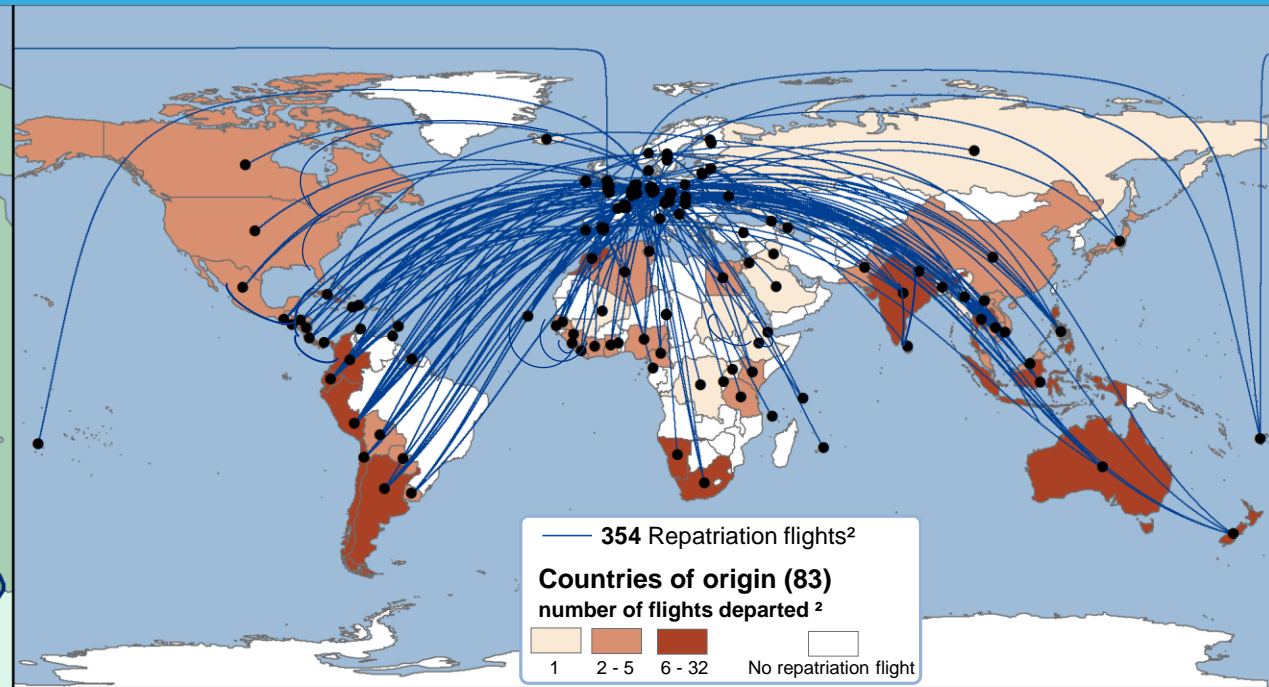 354 Repatriation flights²
Countries of origin (83)
number of flights departed ²
1 2 - 5 6 - 32 No repatriation flight